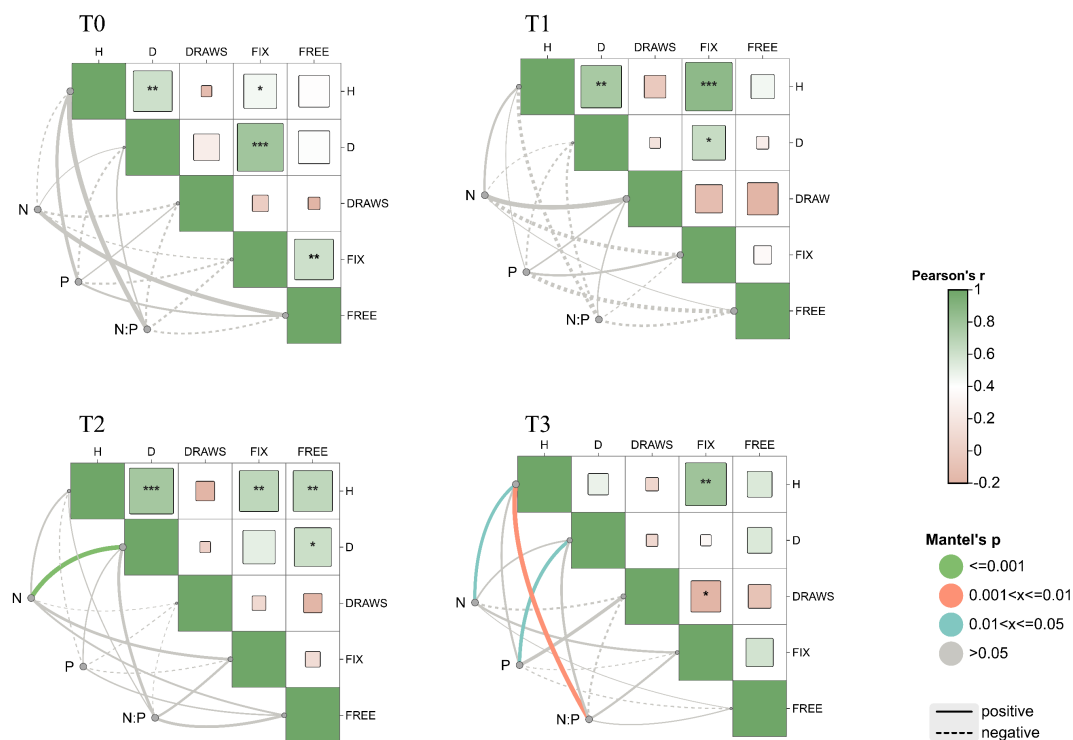 T0
H D DRAWS FIX FREE
** * H
*** D
DRAWS
** FIX
FREE
N
P
N:P
T1
H D DRAWS FIX FREE
** *** H
* D
DRAW
FIX
FREE
N
P
N:P
T2
H D DRAWS FIX FREE
*** ** ** H
* D
DRAWS
FIX
FREE
N
P
N:P
T3
H D DRAWS FIX FREE
** H
D
* DRAWS
FIX
FREE
N
P
N:P
Pearson's r
1
0.8
0.6
0.4
0.2
0
-0.2
Mantel's p
<=0.001
0.001<x<=0.01
0.01<x<=0.05
>0.05
positive
negative